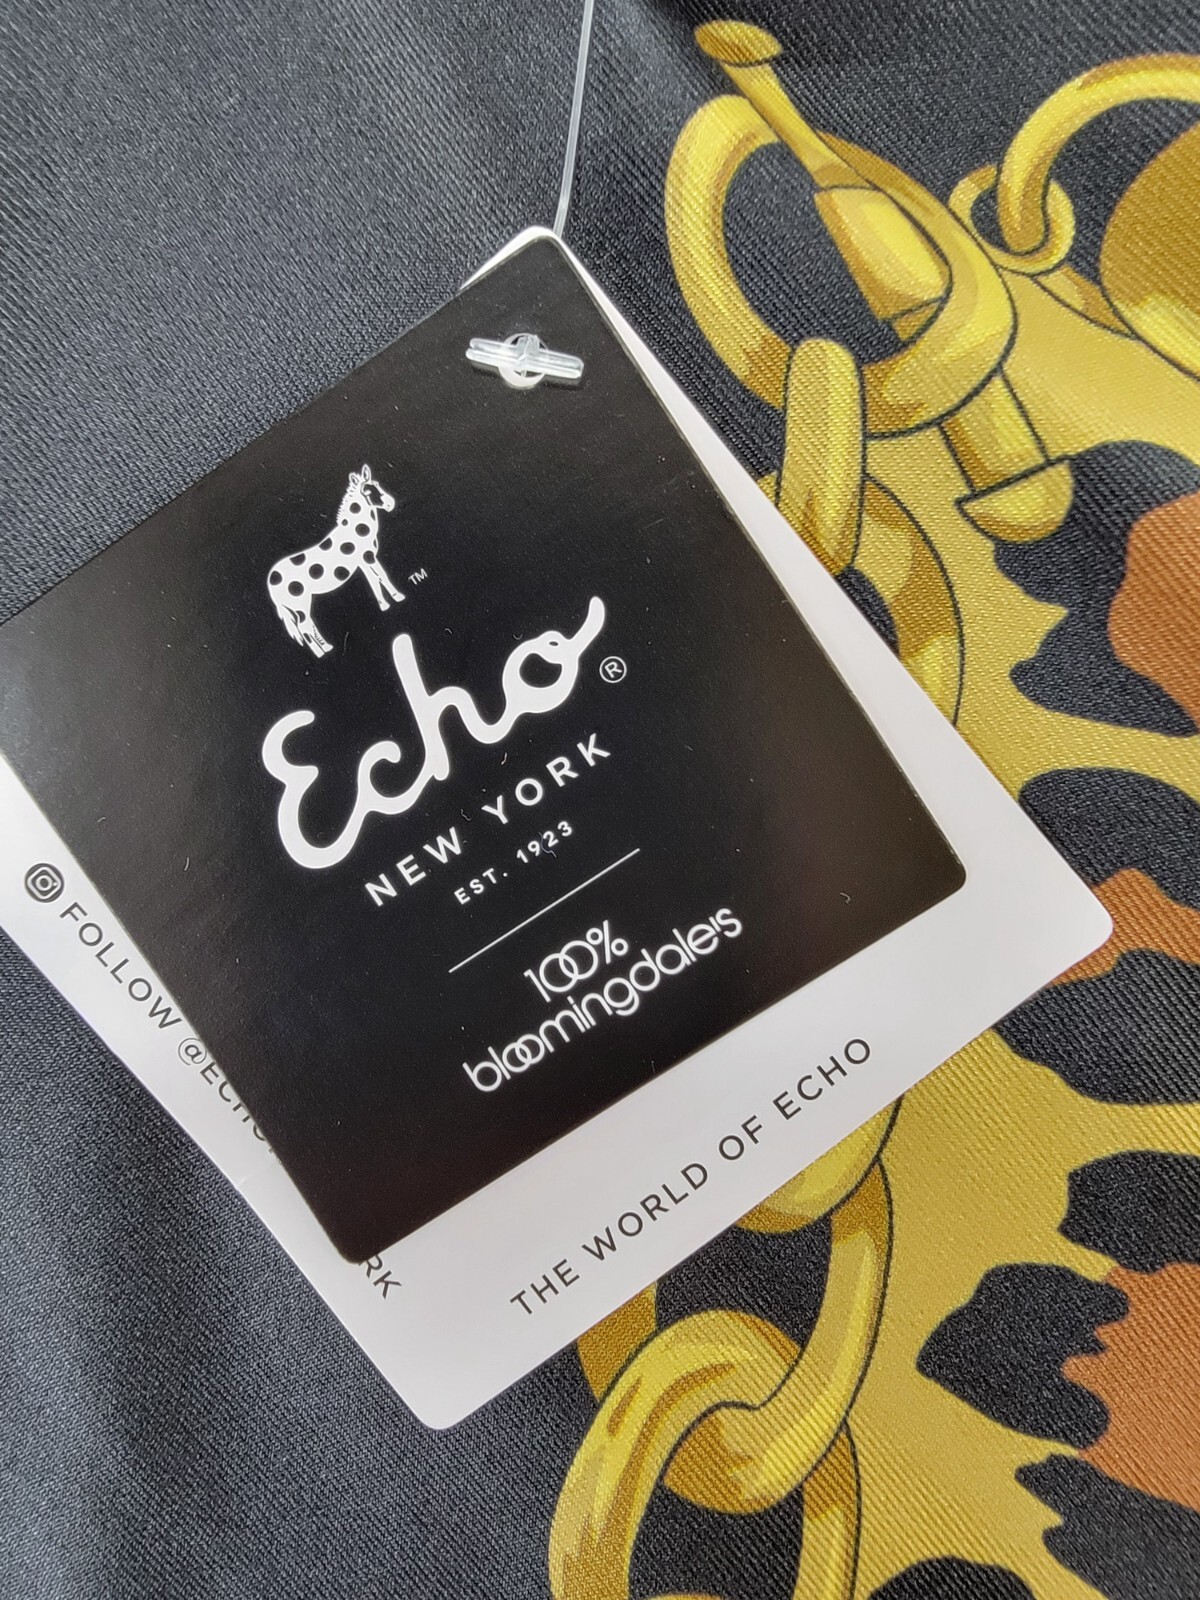 TM
Echo®
NEW YORK
EST. 1923
100%
bloomingdale's
THE WORLD OF ECHO
FOLLOW @ECHO
RK